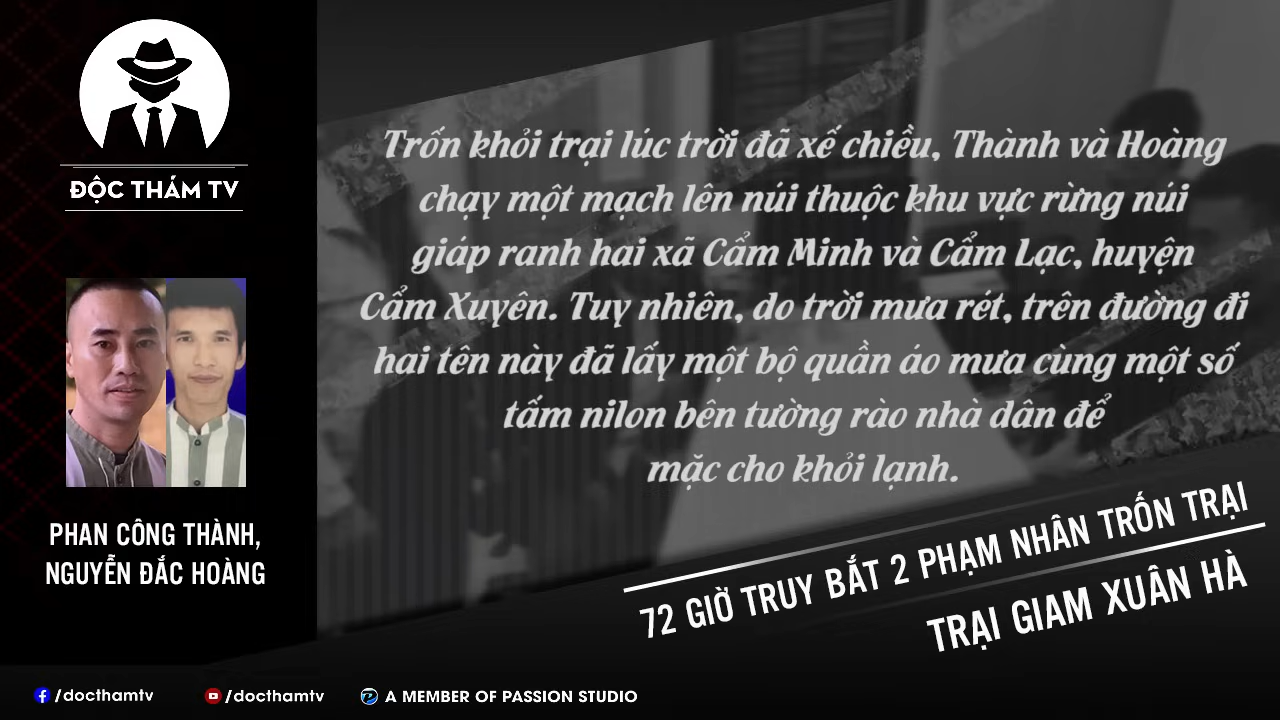 ĐỘC THÁM TV
PHAN CÔNG THÀNH,
NGUYỄN ĐẮC HOÀNG
Trốn khỏi trại lúc trời đã xế chiều, Thành và Hoàng
chạy một mạch lên núi thuộc khu vực rừng núi
giáp ranh hai xã Cẩm Minh và Cẩm Lạc, huyện
Cẩm Xuyên. Tuy nhiên, do trời mưa rét, trên đường đi
hai tên này đã lấy một bộ quần áo mưa cùng một số
tấm nilon bên tường rào nhà dân để
mặc cho khỏi lạnh.
72 GIỜ TRUY BẮT 2 PHẠM NHÂN TRỐN TRẠI
TRẠI GIAM XUÂN HÀ
/docthamtv
/docthamtv
A MEMBER OF PASSION STUDIO